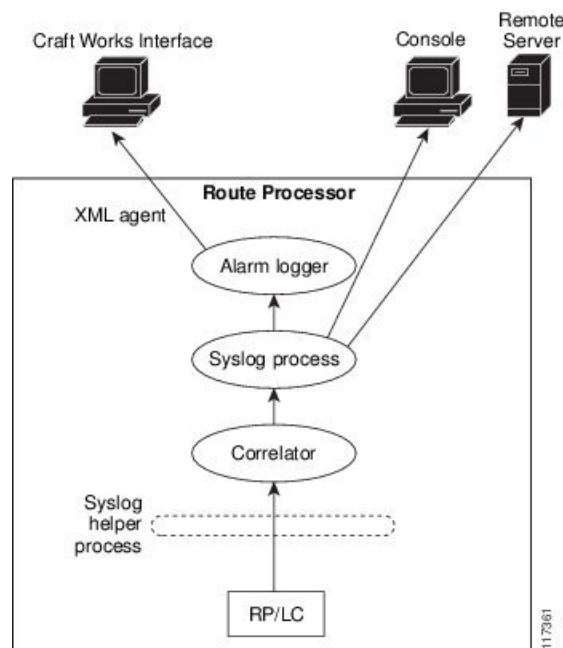 Craft Works Interface
Console
Remote
Server
Route Processor
XML agent
Alarm logger
Syslog process
Correlator
Syslog
helper
process
RP/LC
117361